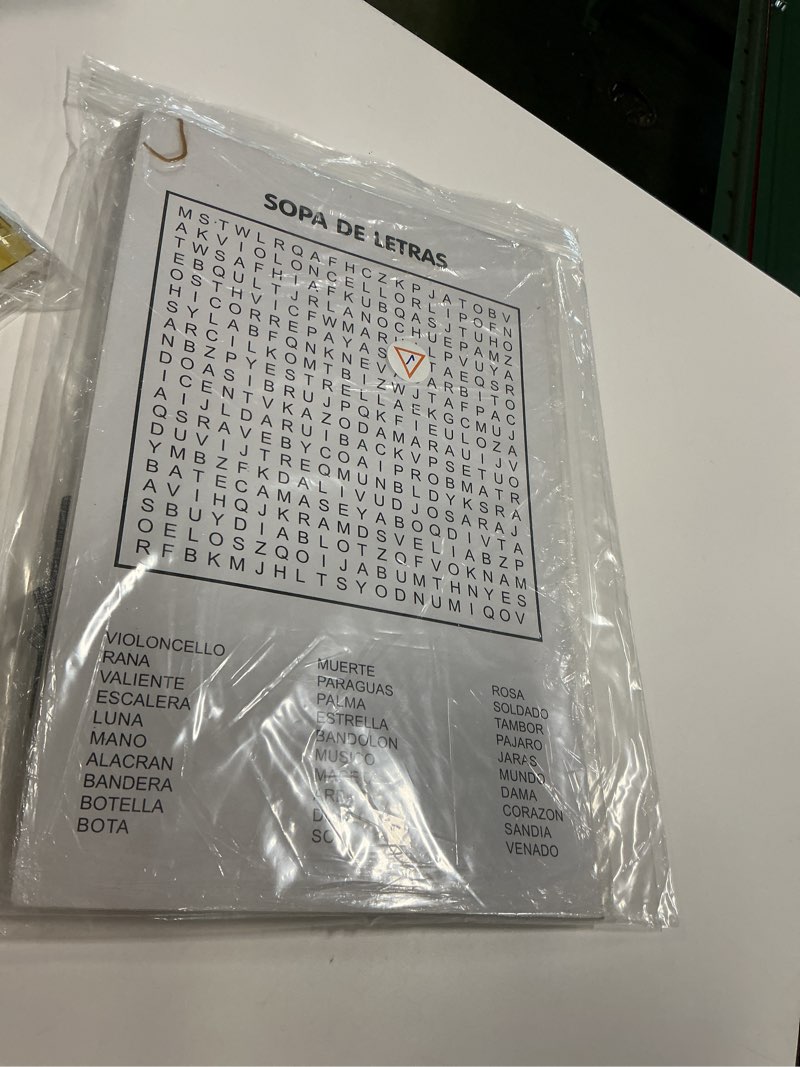 SOPA DE LETRAS
M S T W L R Q A F H C Z K P J A T O B V
A K V I O L O N C E L L O R L I P Q F N
T W S A F H I A F K U B Q A S J T U H O
E B Q U L T J R L A N O C H U E P A M Z
O S T H V I C F W M A R L P V U Y A
H I C O R R E P A Y A S T A E Q S R
S Y L A B F Q N K N E V A R B I T O
A R C I L K O M T B I Z W J T A F P A C
N B Z P Y E S T R E L L A E K G C M U J
D O A S I B R U J P Q K F I E U L O Z A
I C E N T V K A Z O D A M A R A U I J V
A I J L D A R U I B A C K V P S E T U O
Q S R A V E B Y C O A I P R O B M A T R
D U V I J T R E Q M U N B L D Y K S R A
Y M B Z F K D A L I V U D J O S A R A J
B A T E C A M A S E Y A B O Q D I V T A
A V I H Q J K R A M D S V E L I A B Z P
S B U Y D I A B L O T Z Q F V O K N A M
O E L O S Z Q O I J A B U M T H N Y E S
R F B K M J H L T S Y O D N U M I Q O V
VIOLONCELLO
RANA
VALIENTE
ESCALERA
LUNA
MANO
ALACRAN
BANDERA
BOTELLA
BOTA
MUERTE
PARAGUAS
PALMA
ESTRELLA
BANDOLON
MUSICO
ROSA
SOLDADO
TAMBOR
PAJARO
JARAS
MUNDO
DAMA
CORAZON
SANDIA
VENADO